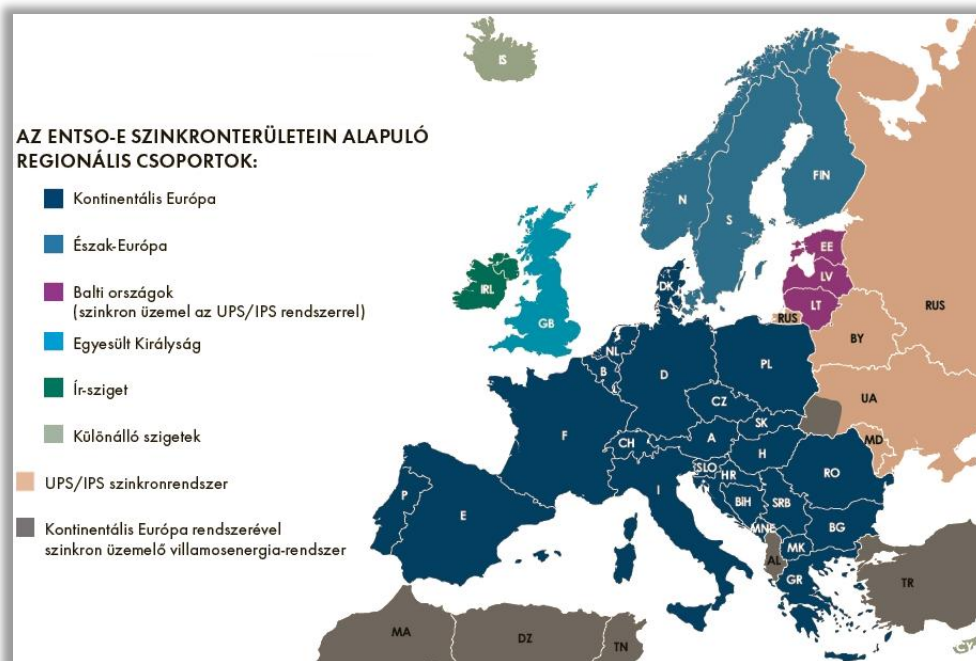 AZ ENTSO-E SZINKRONTERÜLETEIN ALAPULÓ
REGIONÁLIS CSOPORTOK:
Kontinentális Európa
Észak-Európa
Balti országok
(szinkron üzemel az UPS/IPS rendszerrel)
Egyesült Királyság
Ír-sziget
Különálló szigetek
UPS/IPS szinkronrendszer
Kontinentális Európa rendszerével
szinkron üzemelő villamosenergia-rendszer
IS
FIN
N
S
EE
LV
LT
RUS
RUS
DK
IRL
GB
BY
NL
B
L
D
PL
CZ
UA
SK
MD
F
CH
A
H
RO
SLO
HR
I
BiH
SRB
P
E
MNE
BG
MK
AL
GR
TR
MA
DZ
TN
CY